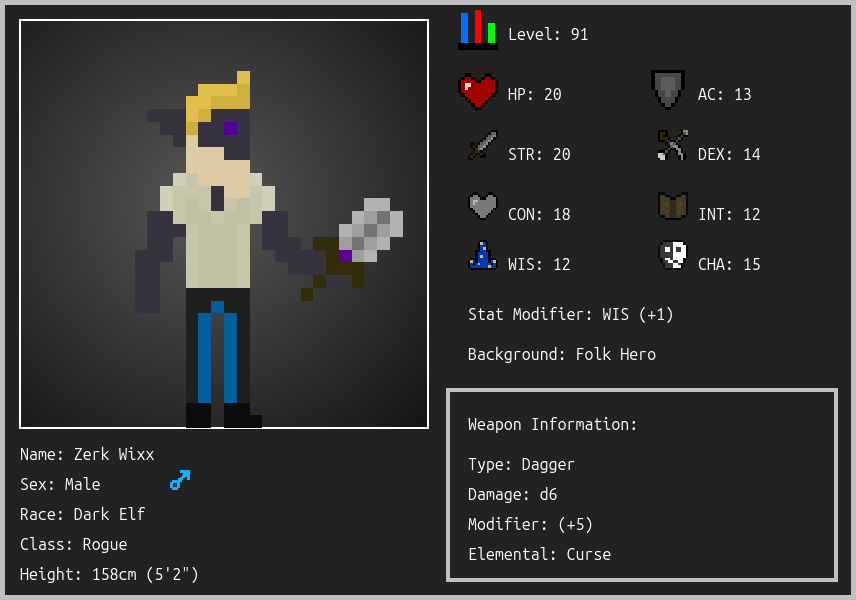 Level: 91
HP: 20
AC: 13
STR: 20
DEX: 14
CON: 18
INT: 12
WIS: 12
CHA: 15
Stat Modifier: WIS (+1)
Background: Folk Hero
Weapon Information:
Type: Dagger
Damage: d6
Modifier: (+5)
Elemental: Curse
Name: Zerk Wixx
Sex: Male
Race: Dark Elf
Class: Rogue
Height: 158cm (5'2")